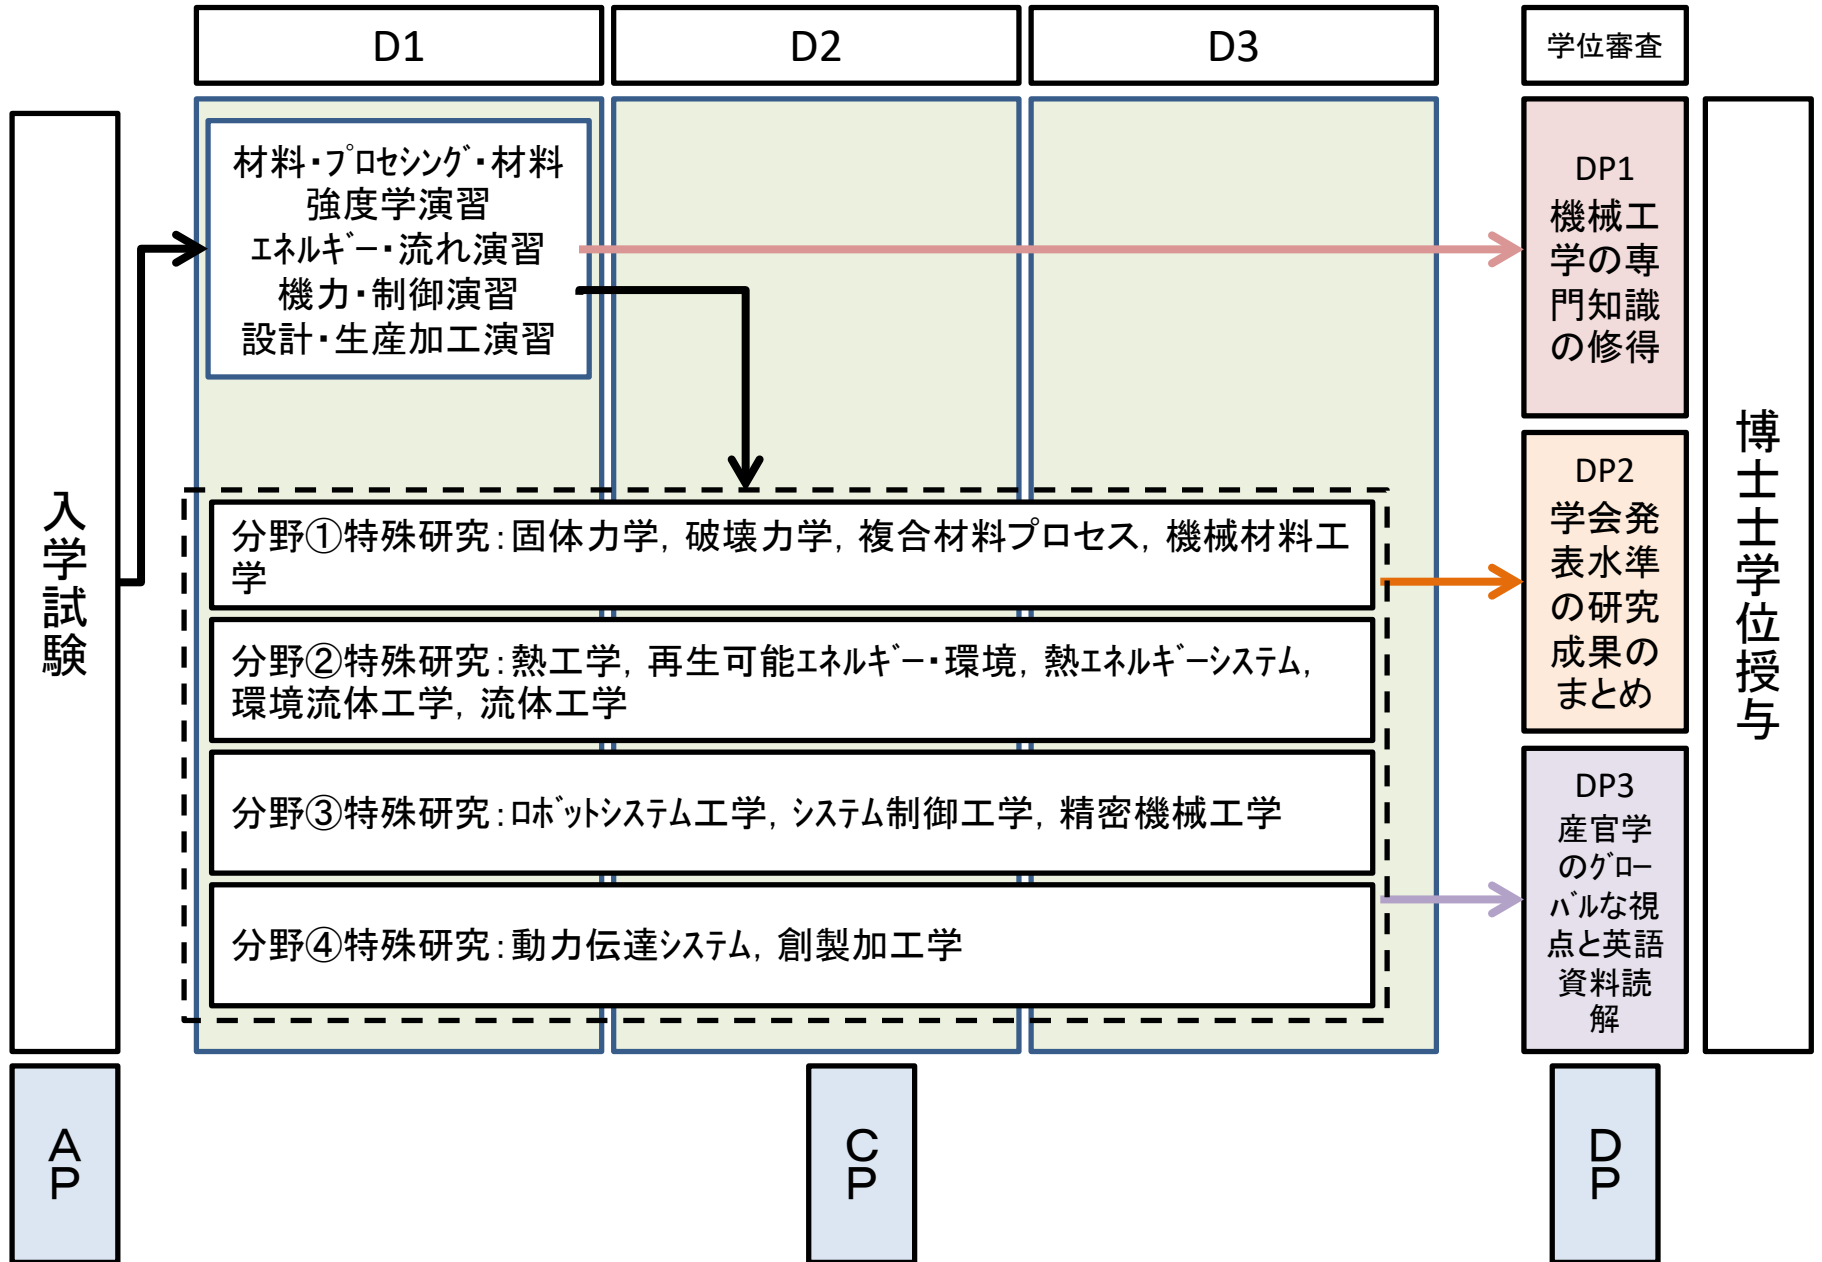 D1
D2
D3
学位審査
入学試験
材料・プロセシング・材料
強度学演習
エネルギー・流れ演習
機力・制御演習
設計・生産加工演習
分野①特殊研究：固体力学，破壊力学，複合材料プロセス，機械材料工
学
分野②特殊研究：熱工学，再生可能エネルギー・環境，熱エネルギーシステム，
環境流体工学，流体工学
分野③特殊研究：ロボットシステム工学，システム制御工学，精密機械工学
分野④特殊研究：動力伝達システム，創製加工学
DP1
機械工
学の専
門知識
の修得
DP2
学会発
表水準
の研究
成果の
まとめ
DP3
産官学
のグロー
バルな視
点と英語
資料読
解
博士士学位授与
AP
CP
DP